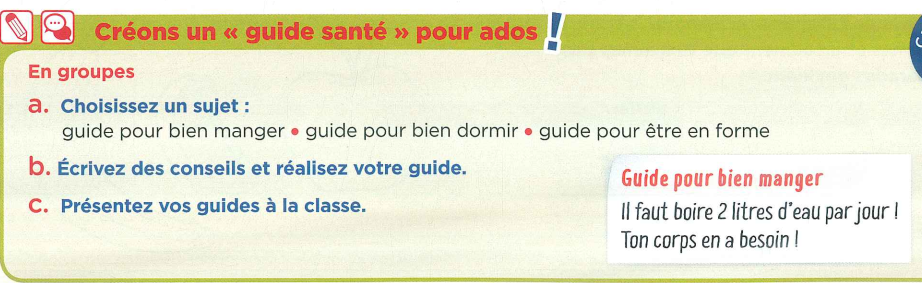 Créons un « guide santé » pour ados !
En groupes
a. Choisissez un sujet :
guide pour bien manger • guide pour bien dormir • guide pour être en forme
b. Écrivez des conseils et réalisez votre guide.
c. Présentez vos guides à la classe.
Guide pour bien manger
Il faut boire 2 litres d'eau par jour !
Ton corps en a besoin !